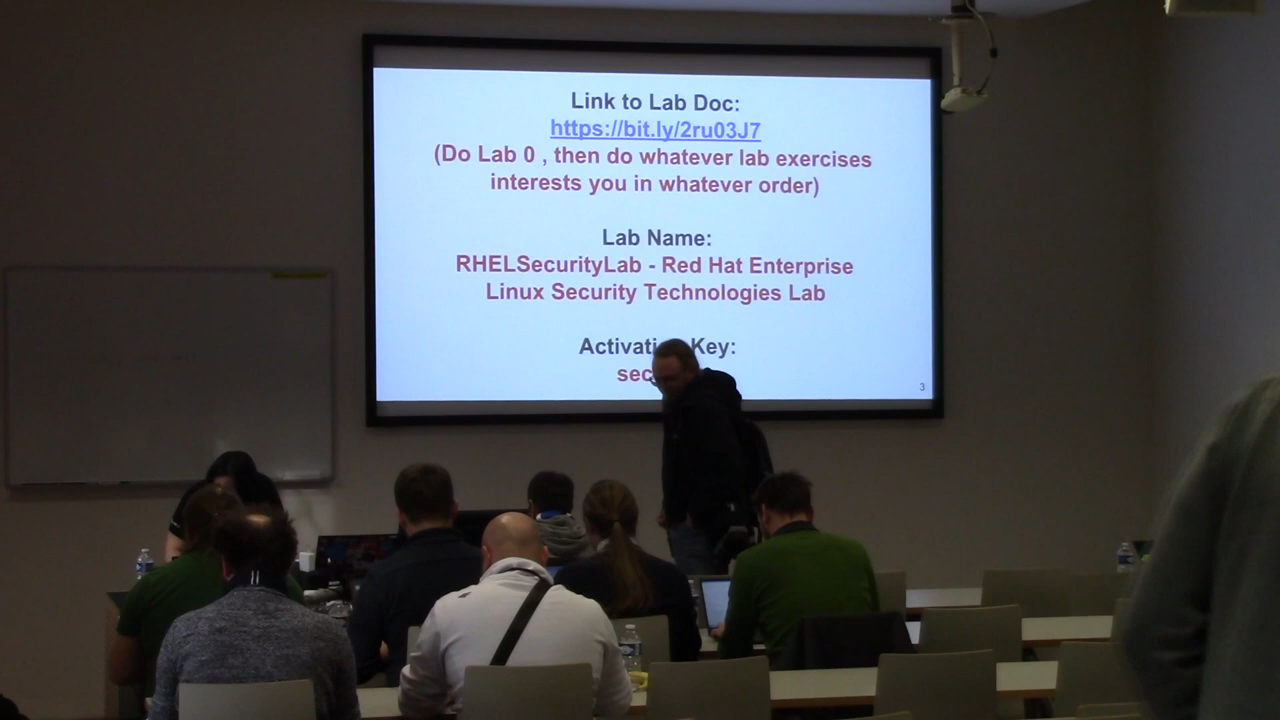 Link to Lab Doc:
https://bit.ly/2ru03J7
(Do Lab 0 , then do whatever lab exercises
interests you in whatever order)
Lab Name:
RHELSecurityLab - Red Hat Enterprise
Linux Security Technologies Lab
Key:
3